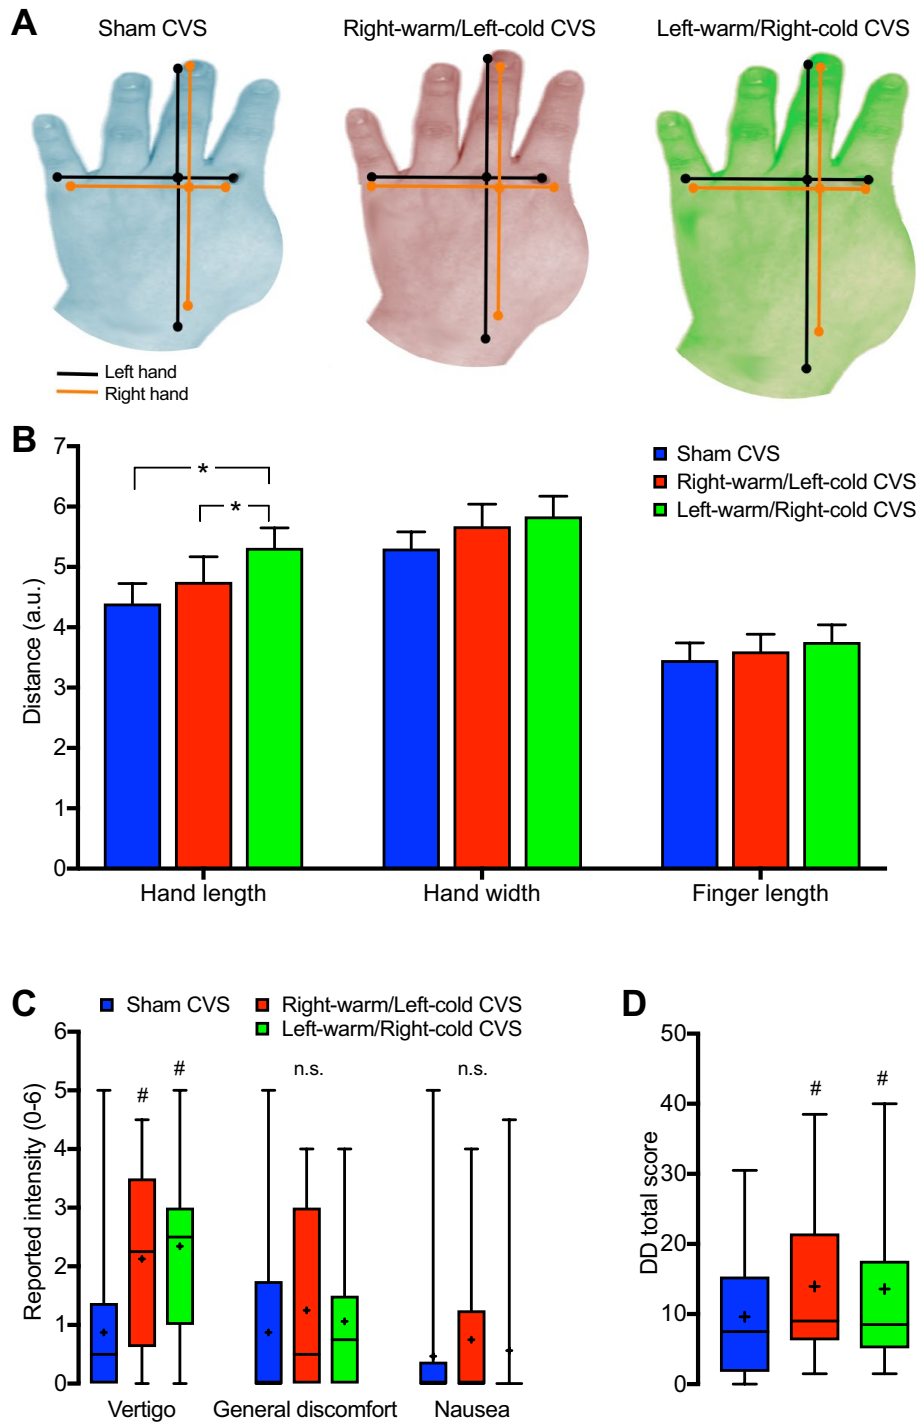 A
Sham CVS
Right-warm/Left-cold CVS
Left-warm/Right-cold CVS
Left hand
Right hand
B
Distance (a.u.)
7
6
5
4
3
2
1
0
*
*
Sham CVS
Right-warm/Left-cold CVS
Left-warm/Right-cold CVS
Hand length
Hand width
Finger length
C
Sham CVS
Right-warm/Left-cold CVS
Left-warm/Right-cold CVS
Reported intensity (0-6)
6
5
4
3
2
1
0
#
#
n.s.
n.s.
Vertigo
General discomfort
Nausea
D
DD total score
50
40
30
20
10
0
#
#